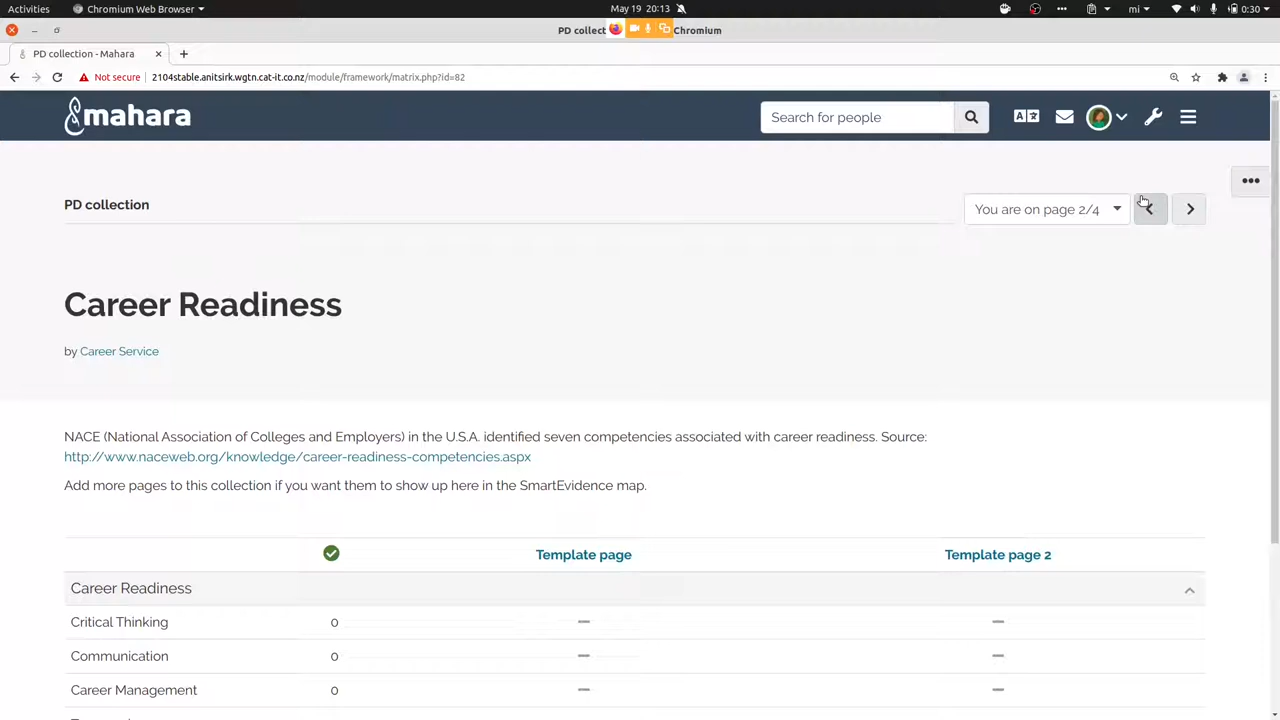 Activities
Chromium Web Browser
May 19 20:13
0:30
PD collect
Chromium
PD collection - Mahara
Not secure
2104stable.anitsirk.wgtn.cat-it.co.nz/module/framework/matrix.php?id=82
mahara
Search for people
PD collection
You are on page 2/4
Career Readiness
by Career Service
NACE (National Association of Colleges and Employers) in the U.S.A. identified seven competencies associated with career readiness. Source:
http://www.naceweb.org/knowledge/career-readiness-competencies.aspx
Add more pages to this collection if you want them to show up here in the SmartEvidence map.
Template page
Template page 2
Career Readiness
Critical Thinking 0
Communication 0
Career Management 0